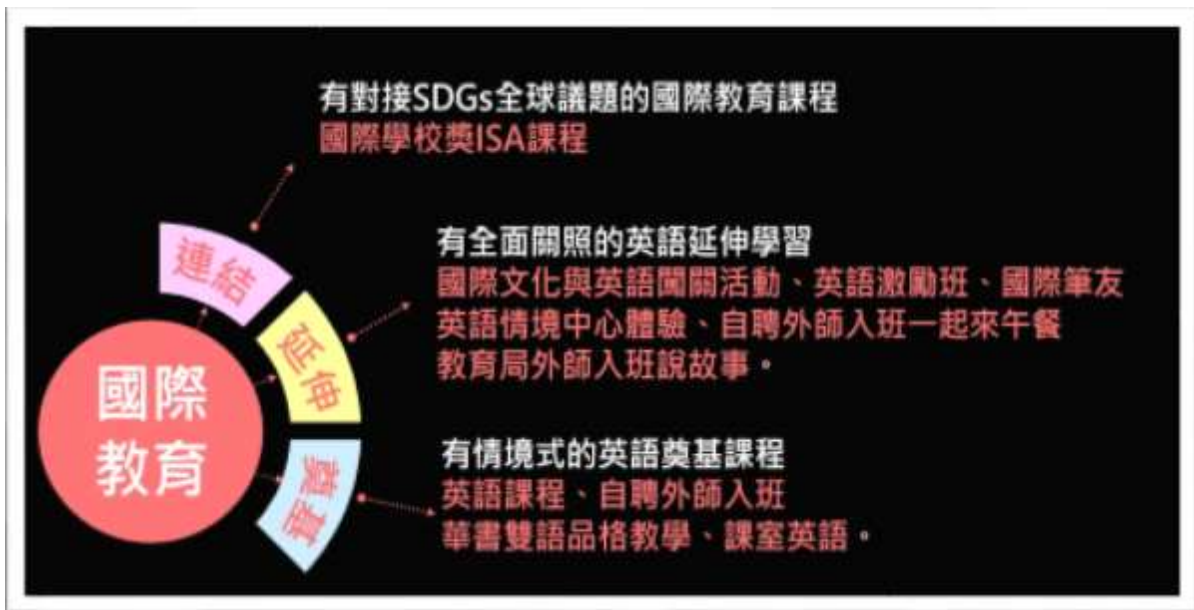 有對接SDGs全球議題的國際教育課程
國際學校獎ISA課程
連結
有全面關照的英語延伸學習
國際文化與英語闖關活動、英語激勵班、國際筆友
英語情境中心體驗、自聘外師入班一起來午餐
教育局外師入班說故事。
延伸
國際
教育
有情境式的英語奠基課程
英語課程、自聘外師入班
華書雙語品格教學、課室英語。
奠基